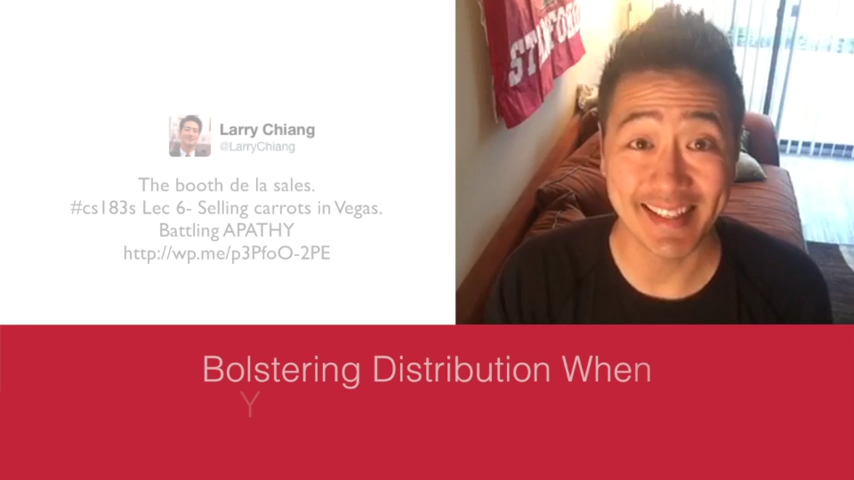 Larry Chiang
@LarryChiang
The booth de la sales.
#cs183s Lec 6- Selling carrots in Vegas.
Battling APATHY
http://wp.me/p3PfoO-2PE
STANFORD
Bolstering Distribution When
Y